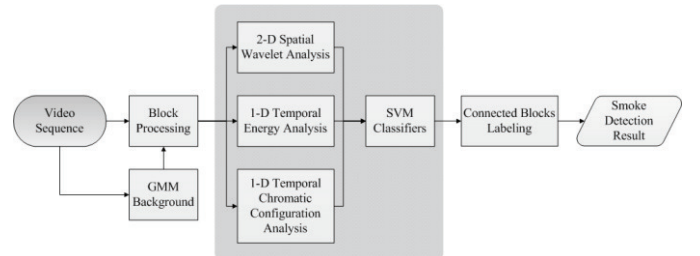 Video
Sequence
Block
Processing
GMM
Background
2-D Spatial
Wavelet Analysis
1-D Temporal
Energy Analysis
1-D Temporal
Chromatic
Configuration
Analysis
SVM
Classifiers
Connected Blocks
Labeling
Smoke
Detection
Result